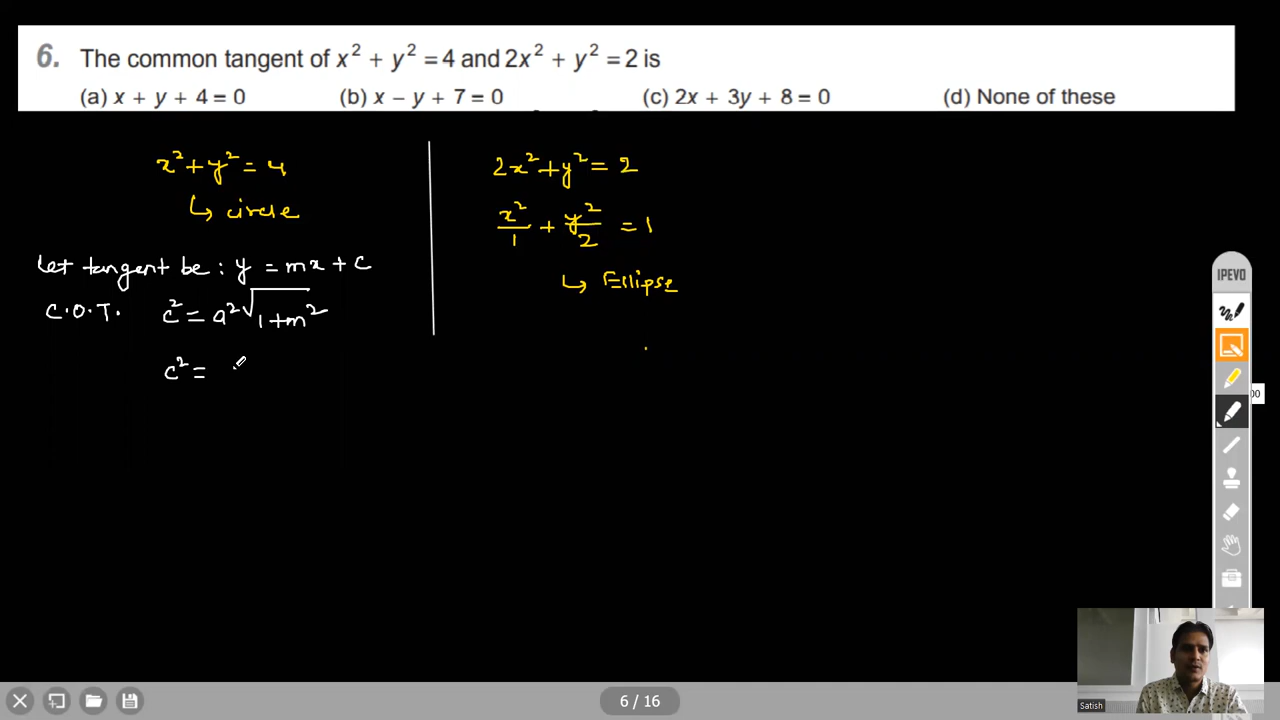 6. The common tangent of x² + y² = 4 and 2x² + y² = 2 is
(a) x + y + 4 = 0 (b) x − y + 7 = 0 (c) 2x + 3y + 8 = 0 (d) None of these
x² + y² = 4
↳ circle
Let tangent be : y = mx + c
C.O.T. c² = a²√1+m²
c² =
2x² + y² = 2
x²/1 + y²/2 = 1
↳ Ellipse
IPEVO
00
Satish
6 / 16